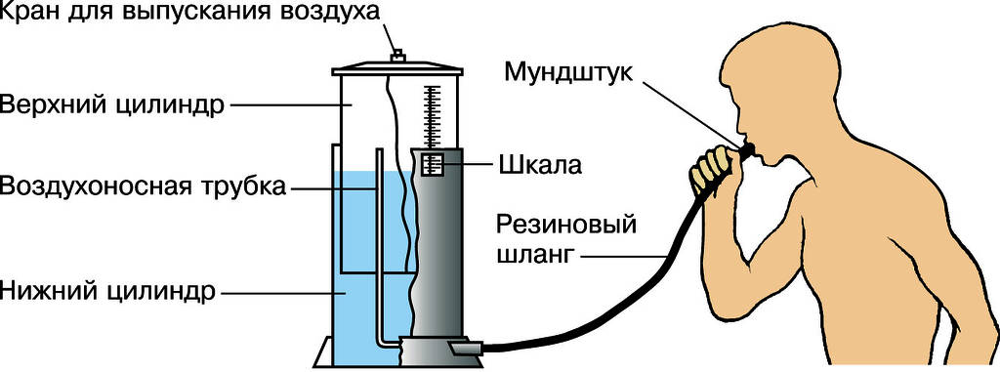 Кран для выпускания воздуха
Верхний цилиндр
Воздухоносная трубка
Нижний цилиндр
Мундштук
Шкала
Резиновый
шланг